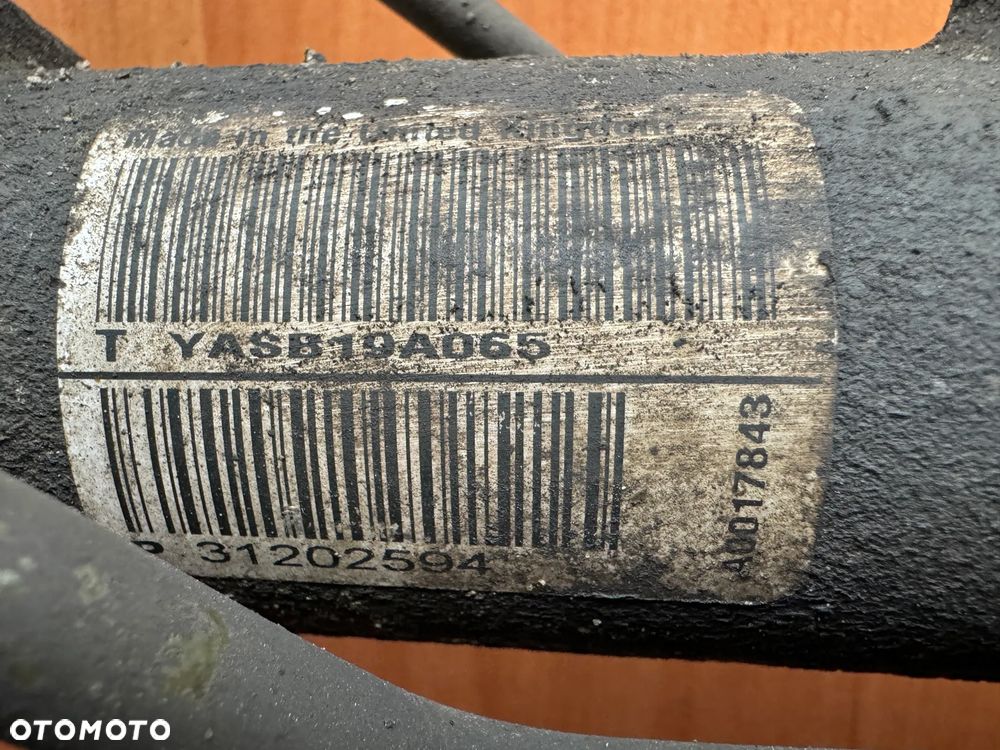 Made in the United Kingdom
T YASB19A065
P 31202594
A0017843
OTOMOTO